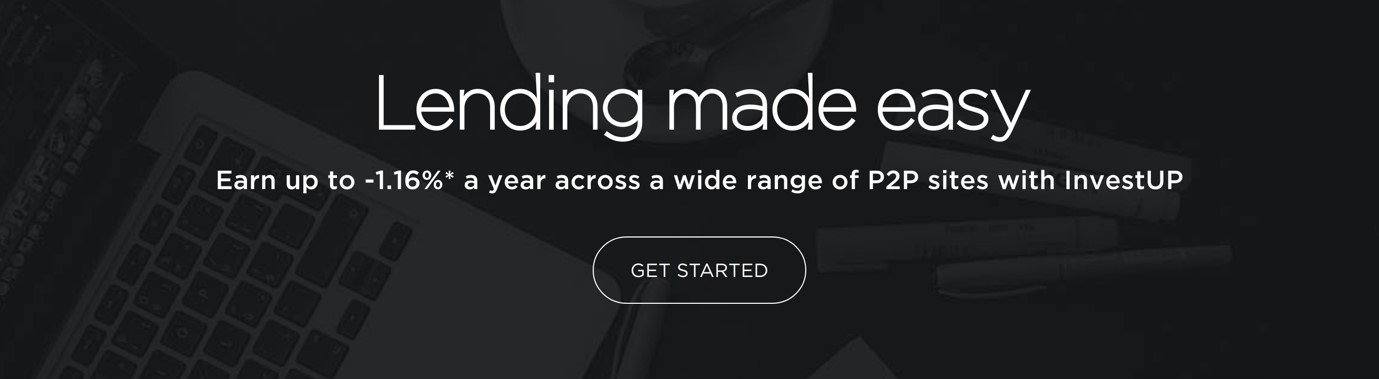 Lending made easy
Earn up to -1.16%* a year across a wide range of P2P sites with InvestUP
GET STARTED